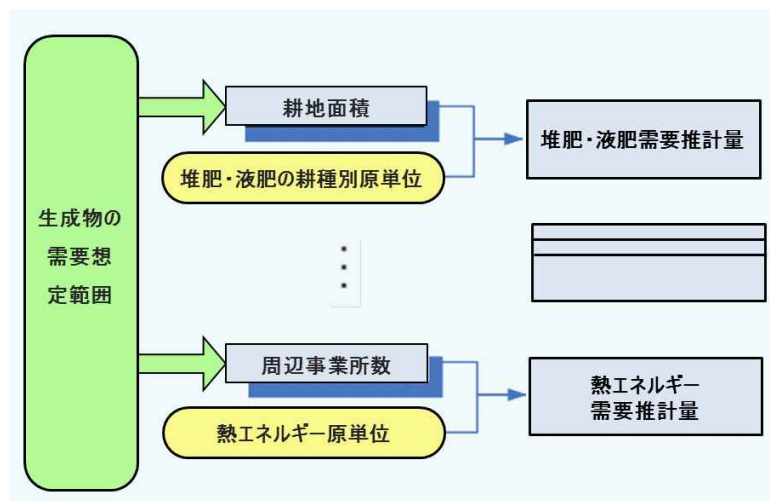 生成物の
需要想
定範囲
耕地面積
堆肥・液肥の耕種別原単位
堆肥・液肥需要推計量
周辺事業所数
熱エネルギー原単位
熱エネルギー
需要推計量